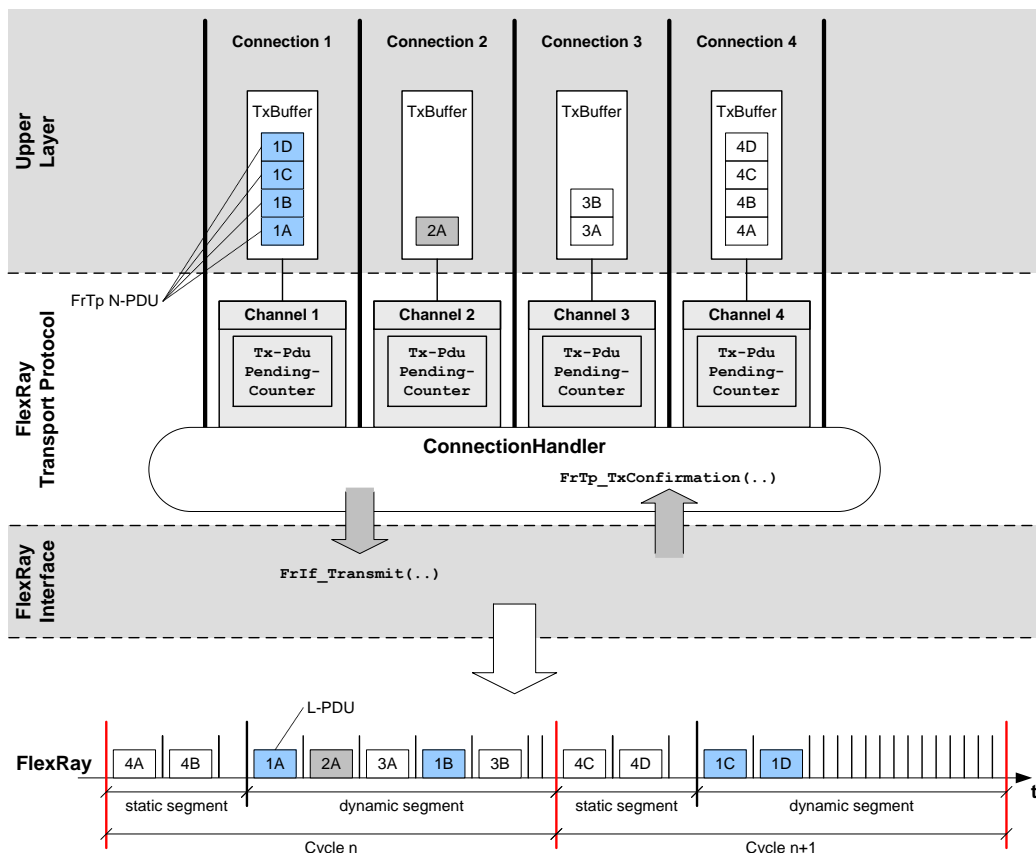 Connection 1
Connection 2
Connection 3
Connection 4
Upper
Layer
TxBuffer
TxBuffer
TxBuffer
TxBuffer
1D
1C
1B
1A
2A
3B
3A
4D
4C
4B
4A
FrTp N-PDU
FlexRay
Transport Protocol
Channel 1
Channel 2
Channel 3
Channel 4
Tx-Pdu
Pending-
Counter
Tx-Pdu
Pending-
Counter
Tx-Pdu
Pending-
Counter
Tx-Pdu
Pending-
Counter
ConnectionHandler
FrTp_TxConfirmation(..)
FlexRay
Interface
FrIf_Transmit(..)
L-PDU
FlexRay
4A
4B
1A
2A
3A
1B
3B
4C
4D
1C
1D
t
static segment
dynamic segment
static segment
dynamic segment
Cycle n
Cycle n+1